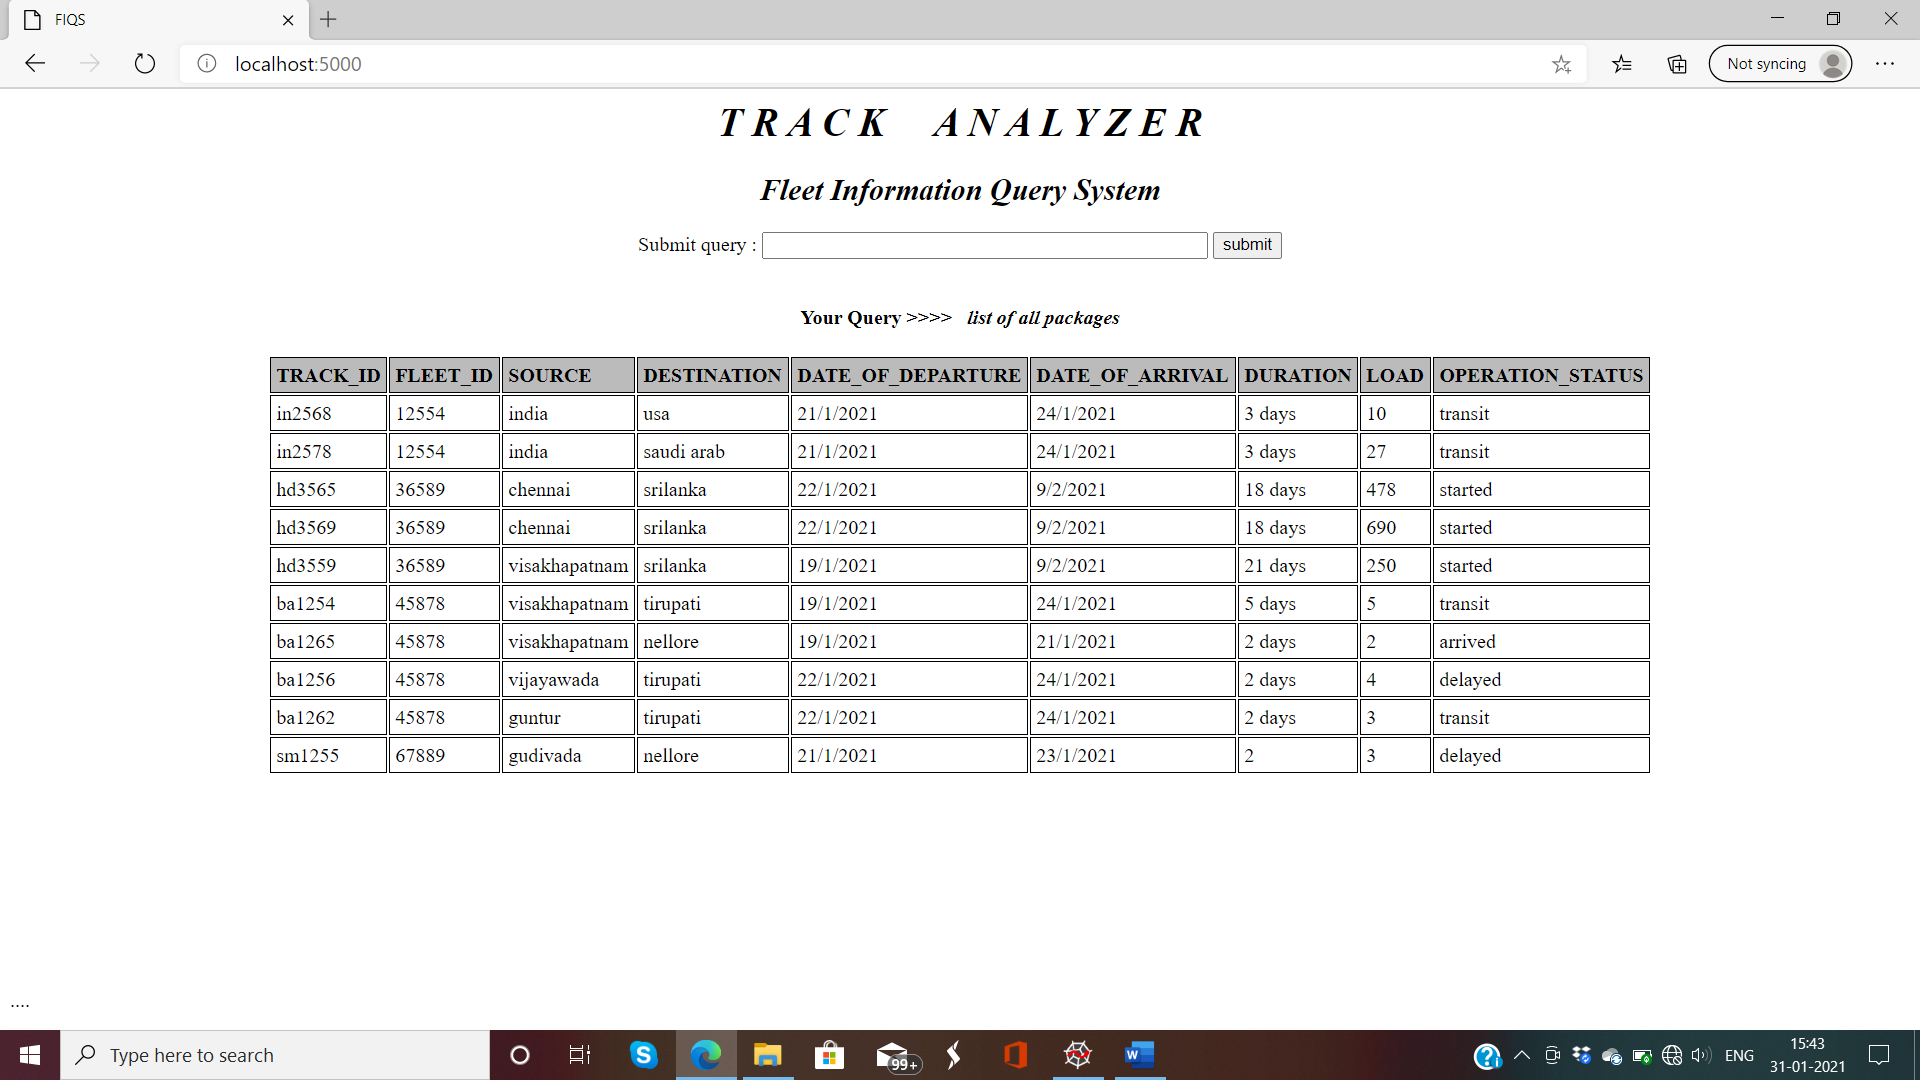 FIQS
localhost:5000
Not syncing
TRACK ANALYZER
Fleet Information Query System
Submit query : submit
Your Query >>>> list of all packages
TRACK_ID FLEET_ID SOURCE DESTINATION DATE_OF_DEPARTURE DATE_OF_ARRIVAL DURATION LOAD OPERATION_STATUS
in2568 12554 india usa 21/1/2021 24/1/2021 3 days 10 transit
in2578 12554 india saudi arab 21/1/2021 24/1/2021 3 days 27 transit
hd3565 36589 chennai srilanka 22/1/2021 9/2/2021 18 days 478 started
hd3569 36589 chennai srilanka 22/1/2021 9/2/2021 18 days 690 started
hd3559 36589 visakhapatnam srilanka 19/1/2021 9/2/2021 21 days 250 started
ba1254 45878 visakhapatnam tirupati 19/1/2021 24/1/2021 5 days 5 transit
ba1265 45878 visakhapatnam nellore 19/1/2021 21/1/2021 2 days 2 arrived
ba1256 45878 vijayawada tirupati 22/1/2021 24/1/2021 2 days 4 delayed
ba1262 45878 guntur tirupati 22/1/2021 24/1/2021 2 days 3 transit
sm1255 67889 gudivada nellore 21/1/2021 23/1/2021 2 3 delayed
....
Type here to search
99+
ENG
15:43
31-01-2021